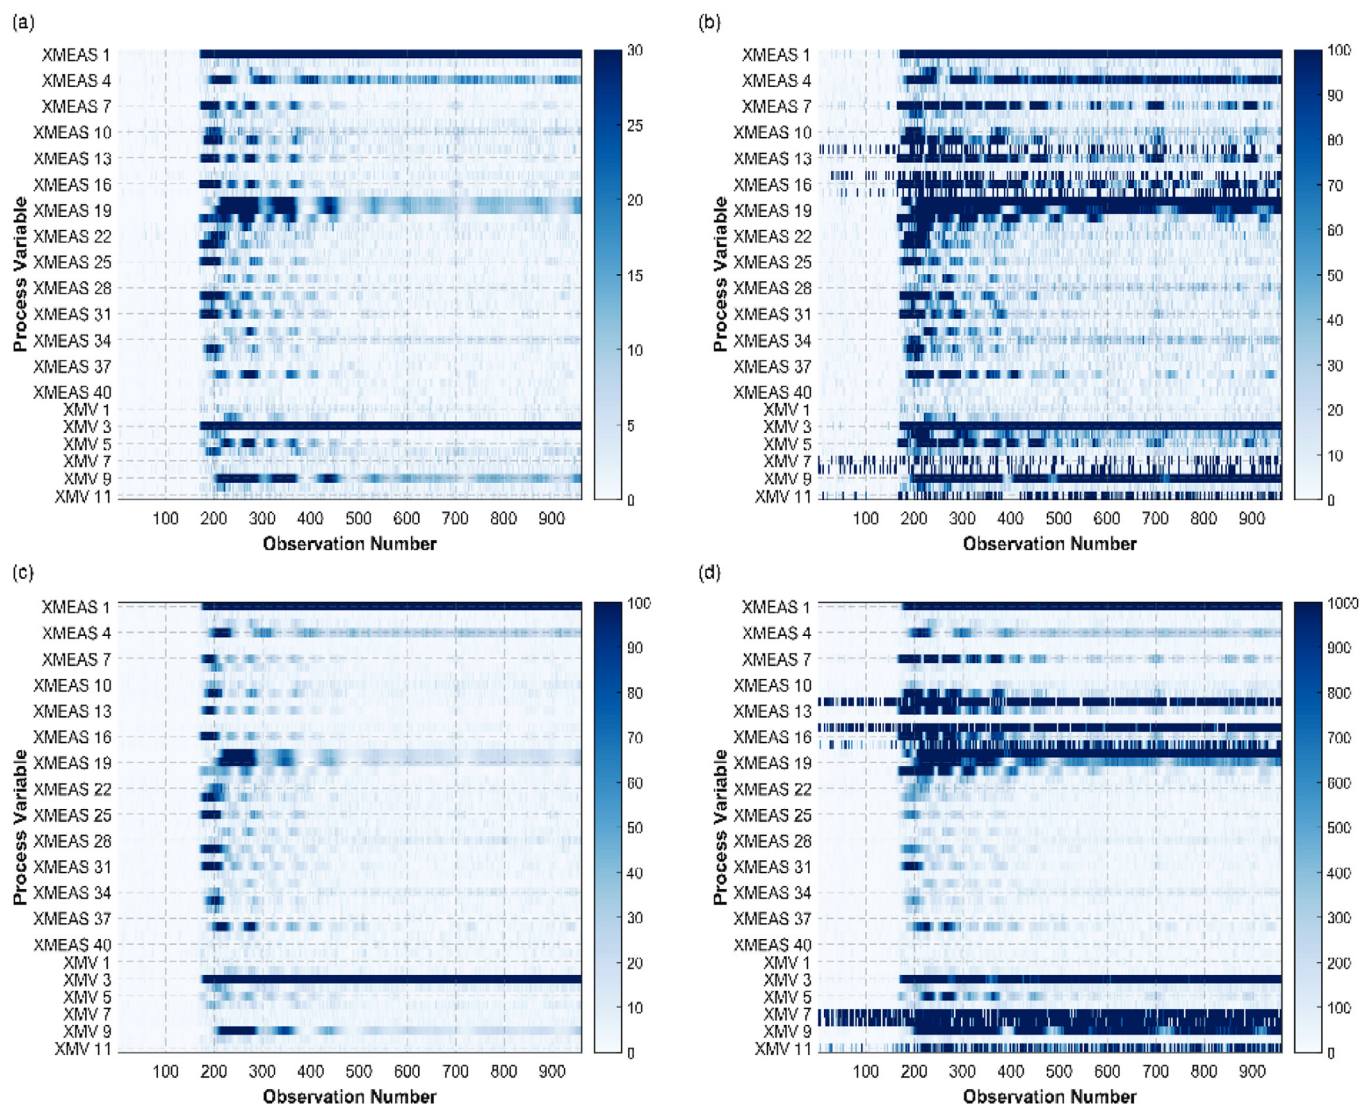 (a)
XMEAS 1
XMEAS 4
XMEAS 7
XMEAS 10
XMEAS 13
XMEAS 16
XMEAS 19
XMEAS 22
XMEAS 25
XMEAS 28
XMEAS 31
XMEAS 34
XMEAS 37
XMEAS 40
XMV 1
XMV 3
XMV 5
XMV 7
XMV 9
XMV 11
Process Variable
100 200 300 400 500 600 700 800 900
Observation Number
30
25
20
15
10
5
0
(b)
XMEAS 1
XMEAS 4
XMEAS 7
XMEAS 10
XMEAS 13
XMEAS 16
XMEAS 19
XMEAS 22
XMEAS 25
XMEAS 28
XMEAS 31
XMEAS 34
XMEAS 37
XMEAS 40
XMV 1
XMV 3
XMV 5
XMV 7
XMV 9
XMV 11
Process Variable
100 200 300 400 500 600 700 800 900
Observation Number
100
90
80
70
60
50
40
30
20
10
0
(c)
XMEAS 1
XMEAS 4
XMEAS 7
XMEAS 10
XMEAS 13
XMEAS 16
XMEAS 19
XMEAS 22
XMEAS 25
XMEAS 28
XMEAS 31
XMEAS 34
XMEAS 37
XMEAS 40
XMV 1
XMV 3
XMV 5
XMV 7
XMV 9
XMV 11
Process Variable
100 200 300 400 500 600 700 800 900
Observation Number
100
90
80
70
60
50
40
30
20
10
0
(d)
XMEAS 1
XMEAS 4
XMEAS 7
XMEAS 10
XMEAS 13
XMEAS 16
XMEAS 19
XMEAS 22
XMEAS 25
XMEAS 28
XMEAS 31
XMEAS 34
XMEAS 37
XMEAS 40
XMV 1
XMV 3
XMV 5
XMV 7
XMV 9
XMV 11
Process Variable
100 200 300 400 500 600 700 800 900
Observation Number
1000
900
800
700
600
500
400
300
200
100
0